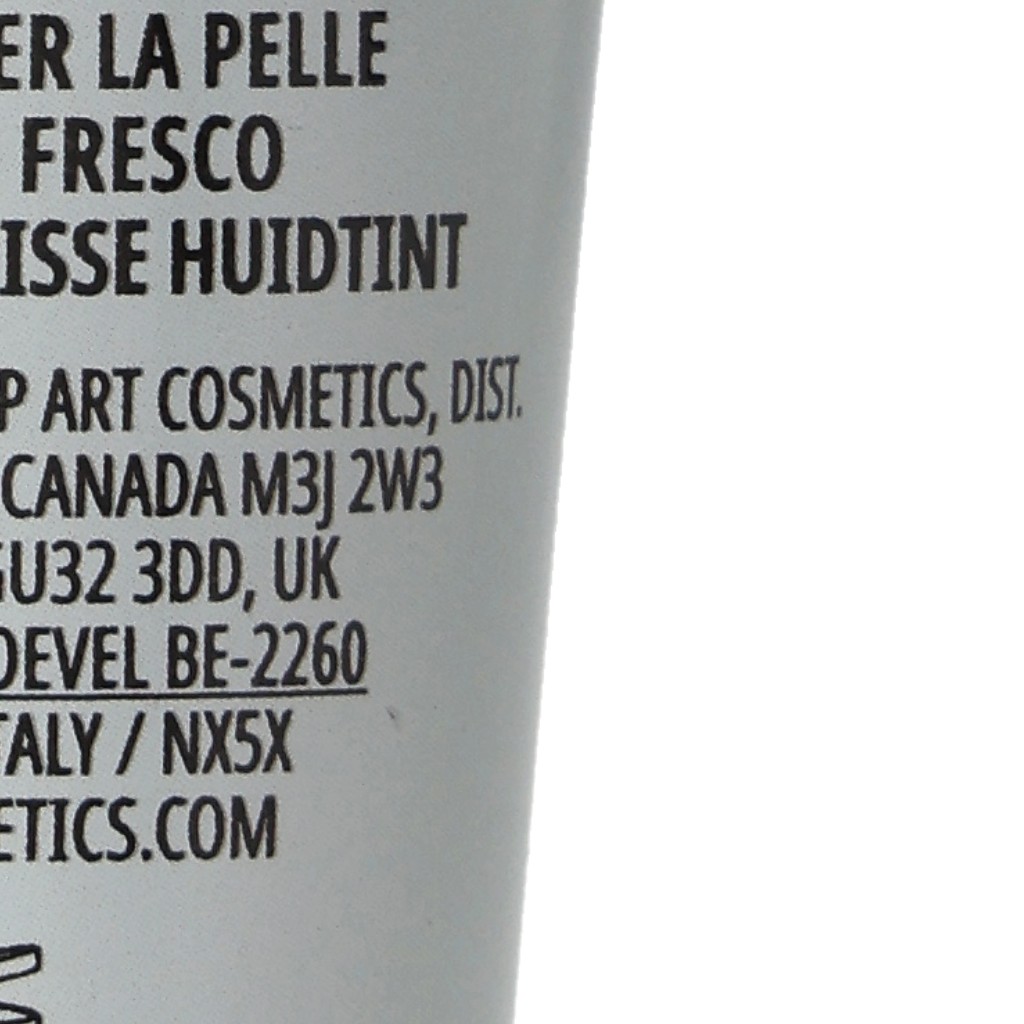 ER LA PELLE
FRESCO
ISSE HUIDTINT
P ART COSMETICS, DIST.
CANADA M3J 2W3
GU32 3DD, UK
DEVEL BE-2260
TALY / NX5X
ETICS.COM